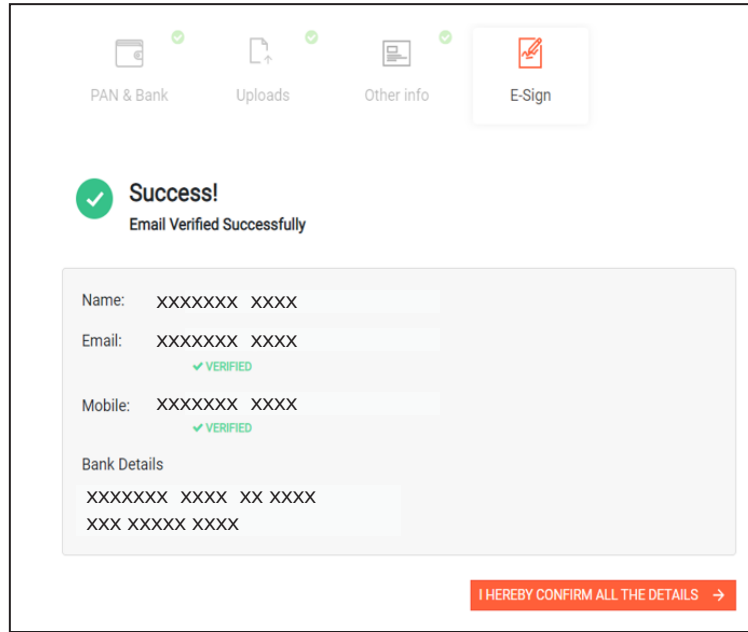 PAN & Bank
Uploads
Other info
E-Sign
Success!
Email Verified Successfully
Name: XXXXXXX XXXX
Email: XXXXXXX XXXX
VERIFIED
Mobile: XXXXXXX XXXX
VERIFIED
Bank Details
XXXXXXX XXXX XX XXXX
XXX XXXXX XXXX
I HEREBY CONFIRM ALL THE DETAILS →